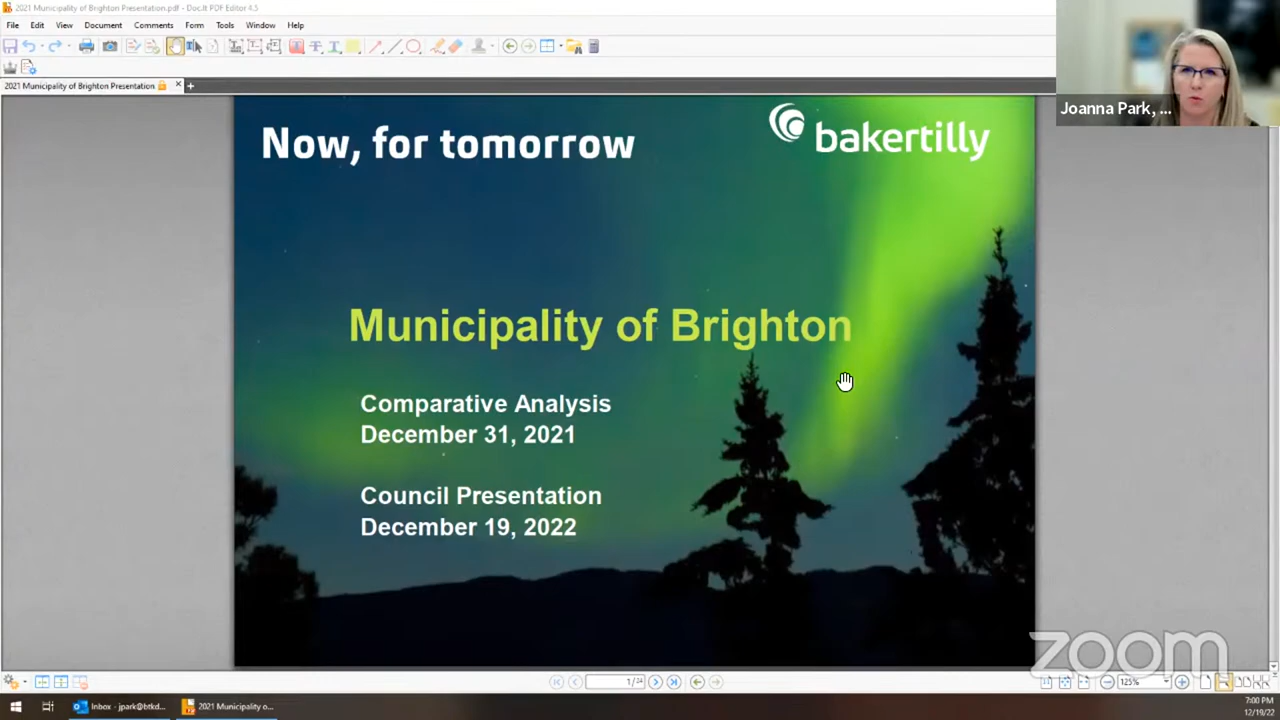 2021 Municipality of Brighton Presentation.pdf - Doc.It PDF Editor 4.5
File Edit View Document Comments Form Tools Window Help
2021 Municipality of Brighton Presentation
Joanna Park, ...
Now, for tomorrow
bakertilly
Municipality of Brighton
Comparative Analysis
December 31, 2021
Council Presentation
December 19, 2022
zoom
1/24
125%
Inbox - jpark@btkd...
2021 Municipality o...
7:00 PM
12/19/22